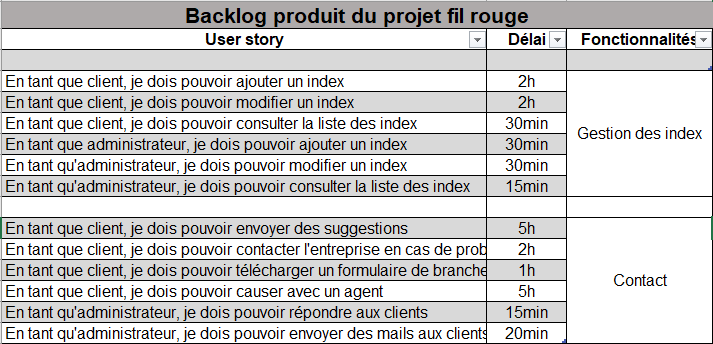 Backlog produit du projet fil rouge
User story Délai Fonctionnalités
En tant que client, je dois pouvoir ajouter un index 2h
En tant que client, je dois pouvoir modifier un index 2h
En tant que client, je dois pouvoir consulter la liste des index 30min
En tant que administrateur, je dois pouvoir ajouter un index 30min
Gestion des index
En tant qu'administrateur, je dois pouvoir modifier un index 30min
En tant qu'administrateur, je dois pouvoir consulter la liste des index 15min
En tant que client, je dois pouvoir envoyer des suggestions 5h
En tant que client, je dois pouvoir contacter l'entreprise en cas de prob 2h
En tant que client, je dois pouvoir télécharger un formulaire de branche 1h
Contact
En tant que client, je dois pouvoir causer avec un agent 5h
En tant qu'administrateur, je dois pouvoir répondre aux clients 15min
En tant qu'administrateur, je dois pouvoir envoyer des mails aux clients 20min